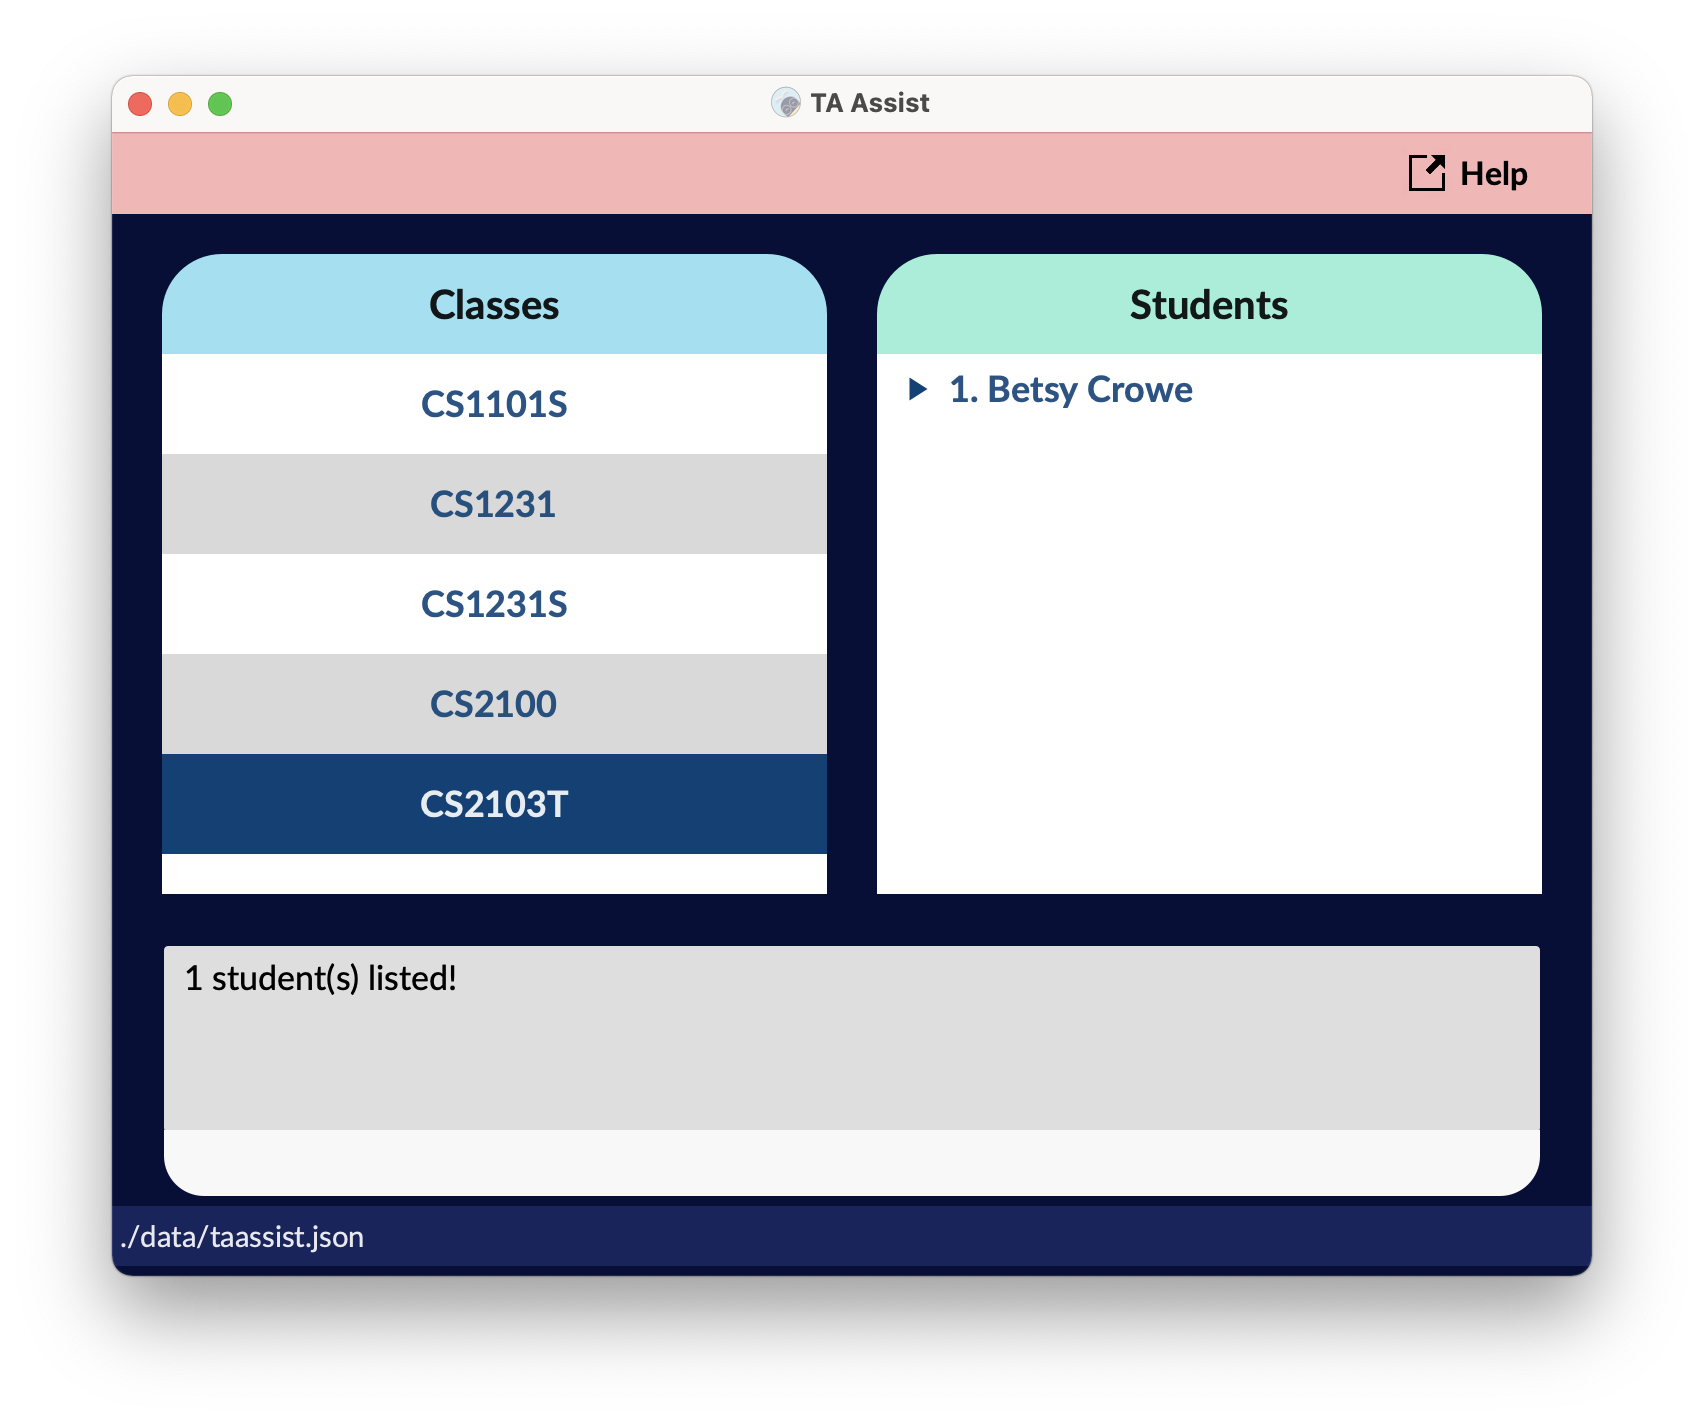 TA Assist
Help
Classes
CS1101S
CS1231
CS1231S
CS2100
CS2103T
Students
1. Betsy Crowe
1 student(s) listed!
./data/taassist.json